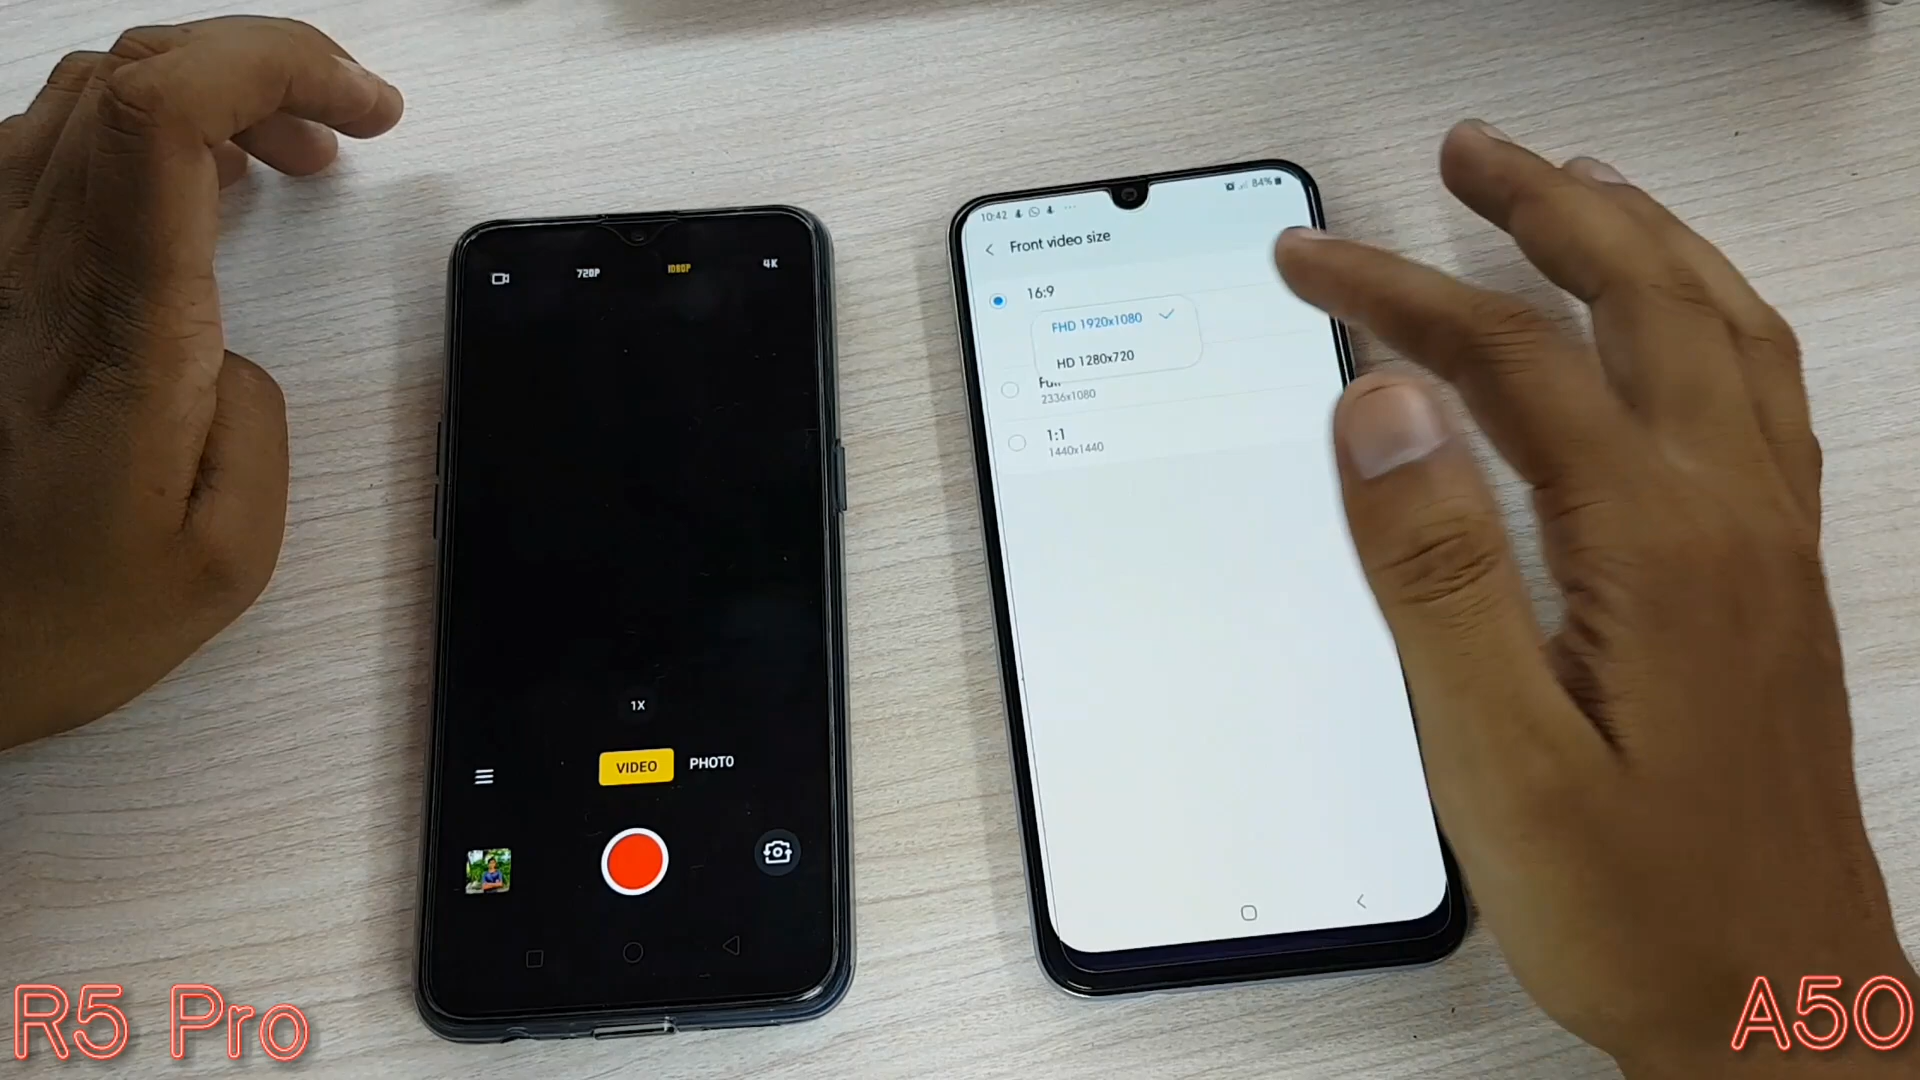 720P
1080P
4K
1X
VIDEO
PHOTO
10:42
84%
Front video size
16:9
FHD 1920x1080
HD 1280x720
Full
2336x1080
1:1
1440x1440
R5 Pro
A50